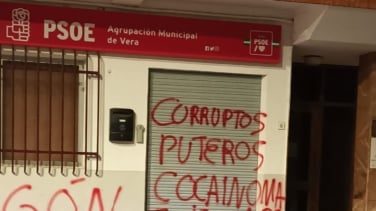 PSOE
Agrupación Municipal
de Vera
PSOE
CORRUPTOS
PUTEROS
COCAINOMA
GÓN